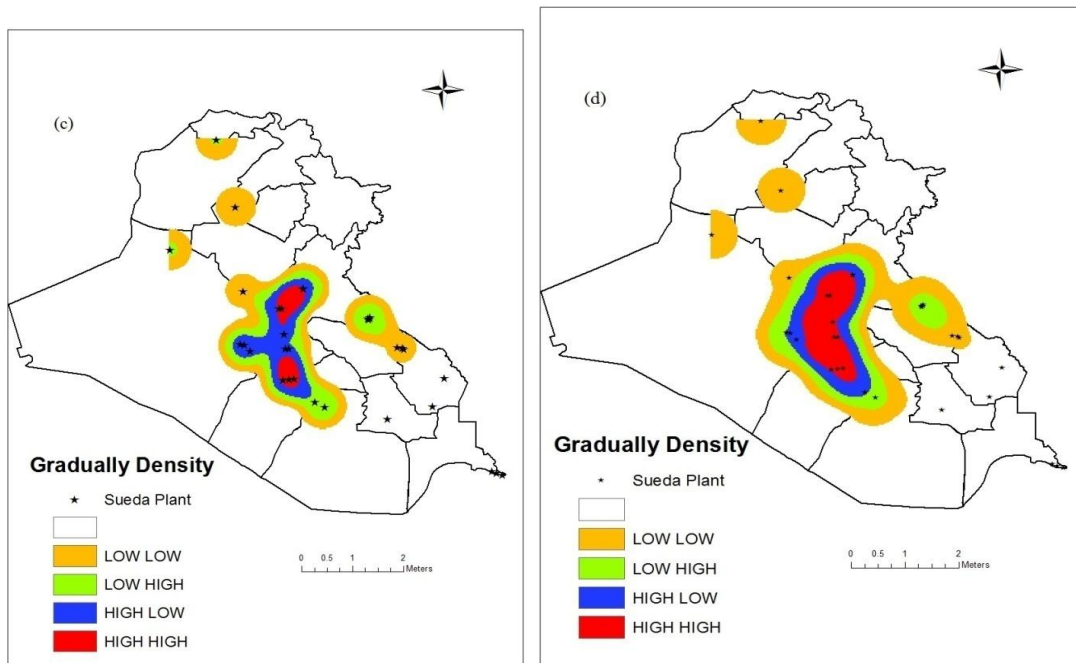 (c)
Gradually Density
Sueda Plant
LOW LOW
LOW HIGH
HIGH LOW
HIGH HIGH
0 0.5 1 2
Meters
(d)
Gradually Density
Sueda Plant
LOW LOW
LOW HIGH
HIGH LOW
HIGH HIGH
0 0.5 1 2
Meters